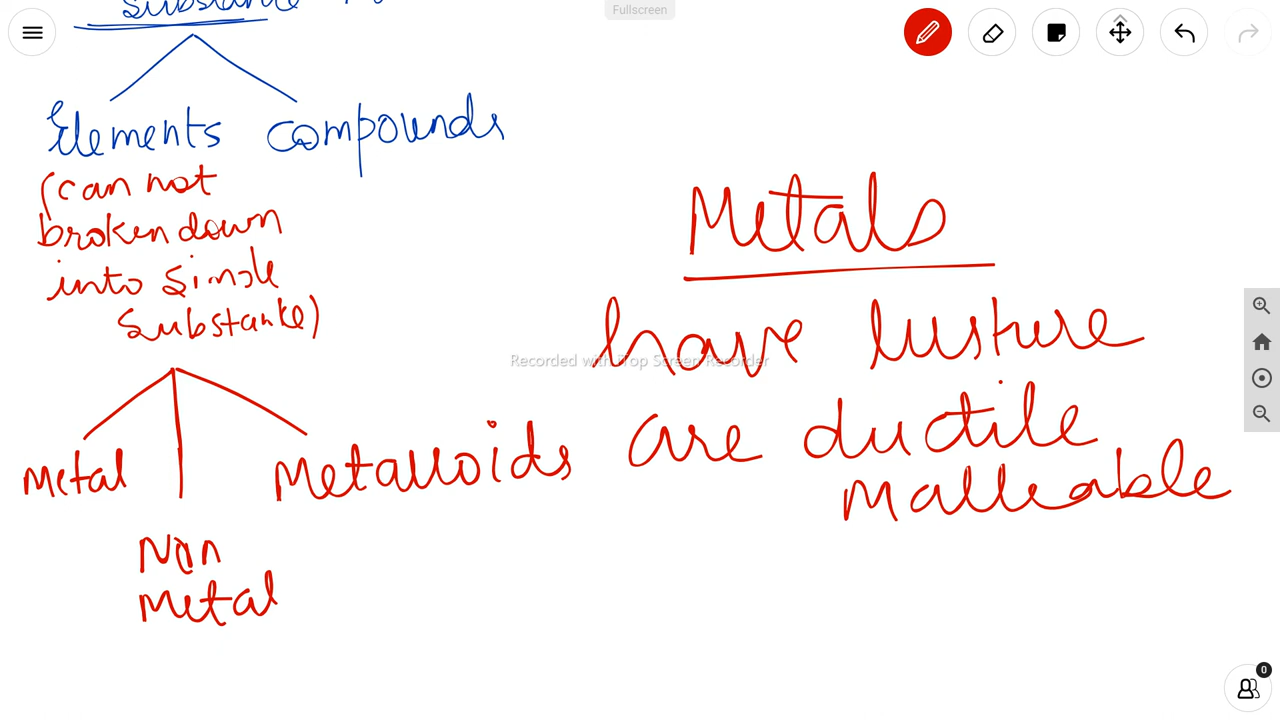 Fullscreen
Substance
Elements compounds
(can not
broken down
into simple
substance)
Metal
Metalloids
Non
Metal
Metals
have lusture
are ductile
malleable
Recorded with iTop Screen Recorder
0